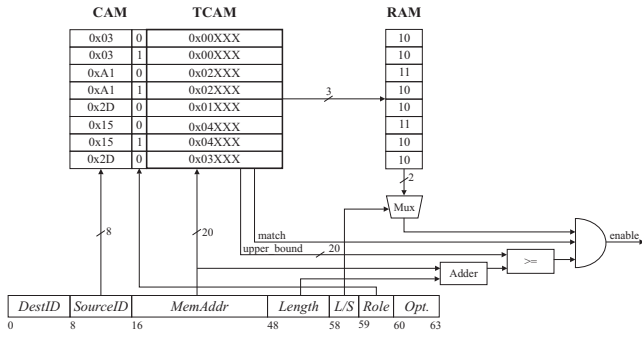 CAM TCAM RAM
0x03 0 0x00XXX 10
0x03 1 0x00XXX 10
0xA1 0 0x02XXX 11
0xA1 1 0x02XXX 10
0x2D 0 0x01XXX 10
0x15 0 0x04XXX 11
0x15 1 0x04XXX 10
0x2D 0 0x03XXX 10
3
2
Mux
8 20
match
upper_bound 20
enable
>=
Adder
DestID SourceID MemAddr Length L/S Role Opt.
0 8 16 48 58 59 60 63